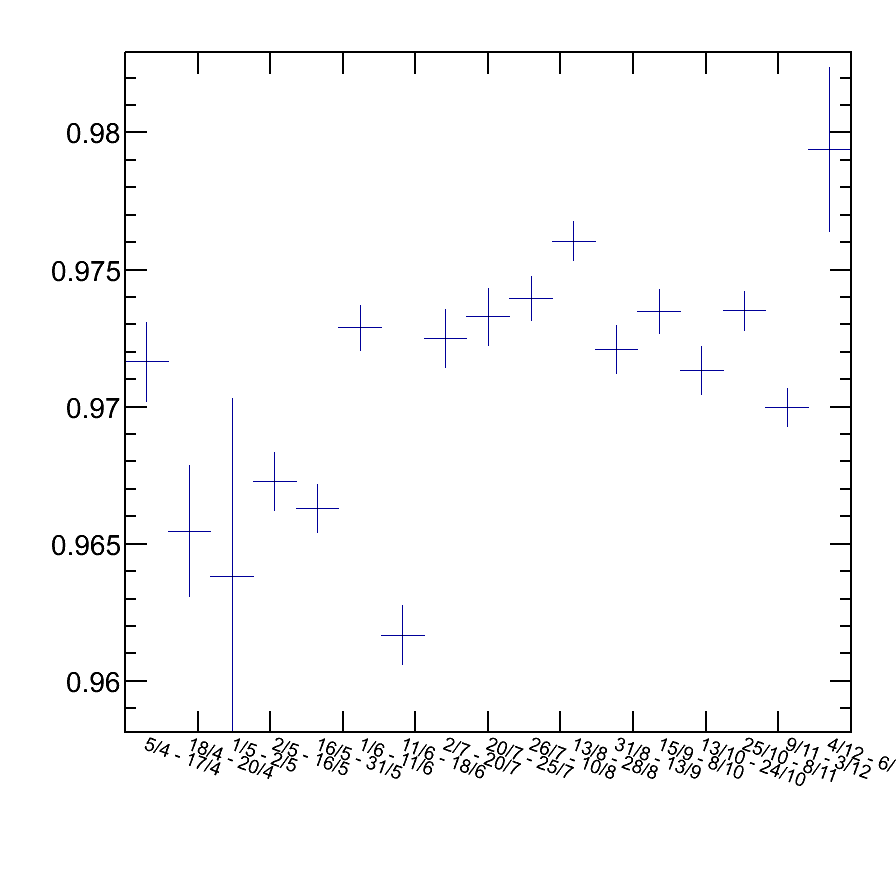 0.98
0.975
0.97
0.965
0.96
5/4 - 17/4
18/4 - 20/4
1/5 - 2/5
2/5 - 16/5
16/5 - 31/5
1/6 - 11/6
11/6 - 18/6
2/7 - 20/7
20/7 - 25/7
26/7 - 10/8
13/8 - 28/8
31/8 - 13/9
15/9 - 8/10
13/10 - 24/10
25/10 - 8/11
9/11 - 3/12
4/12 - 6/